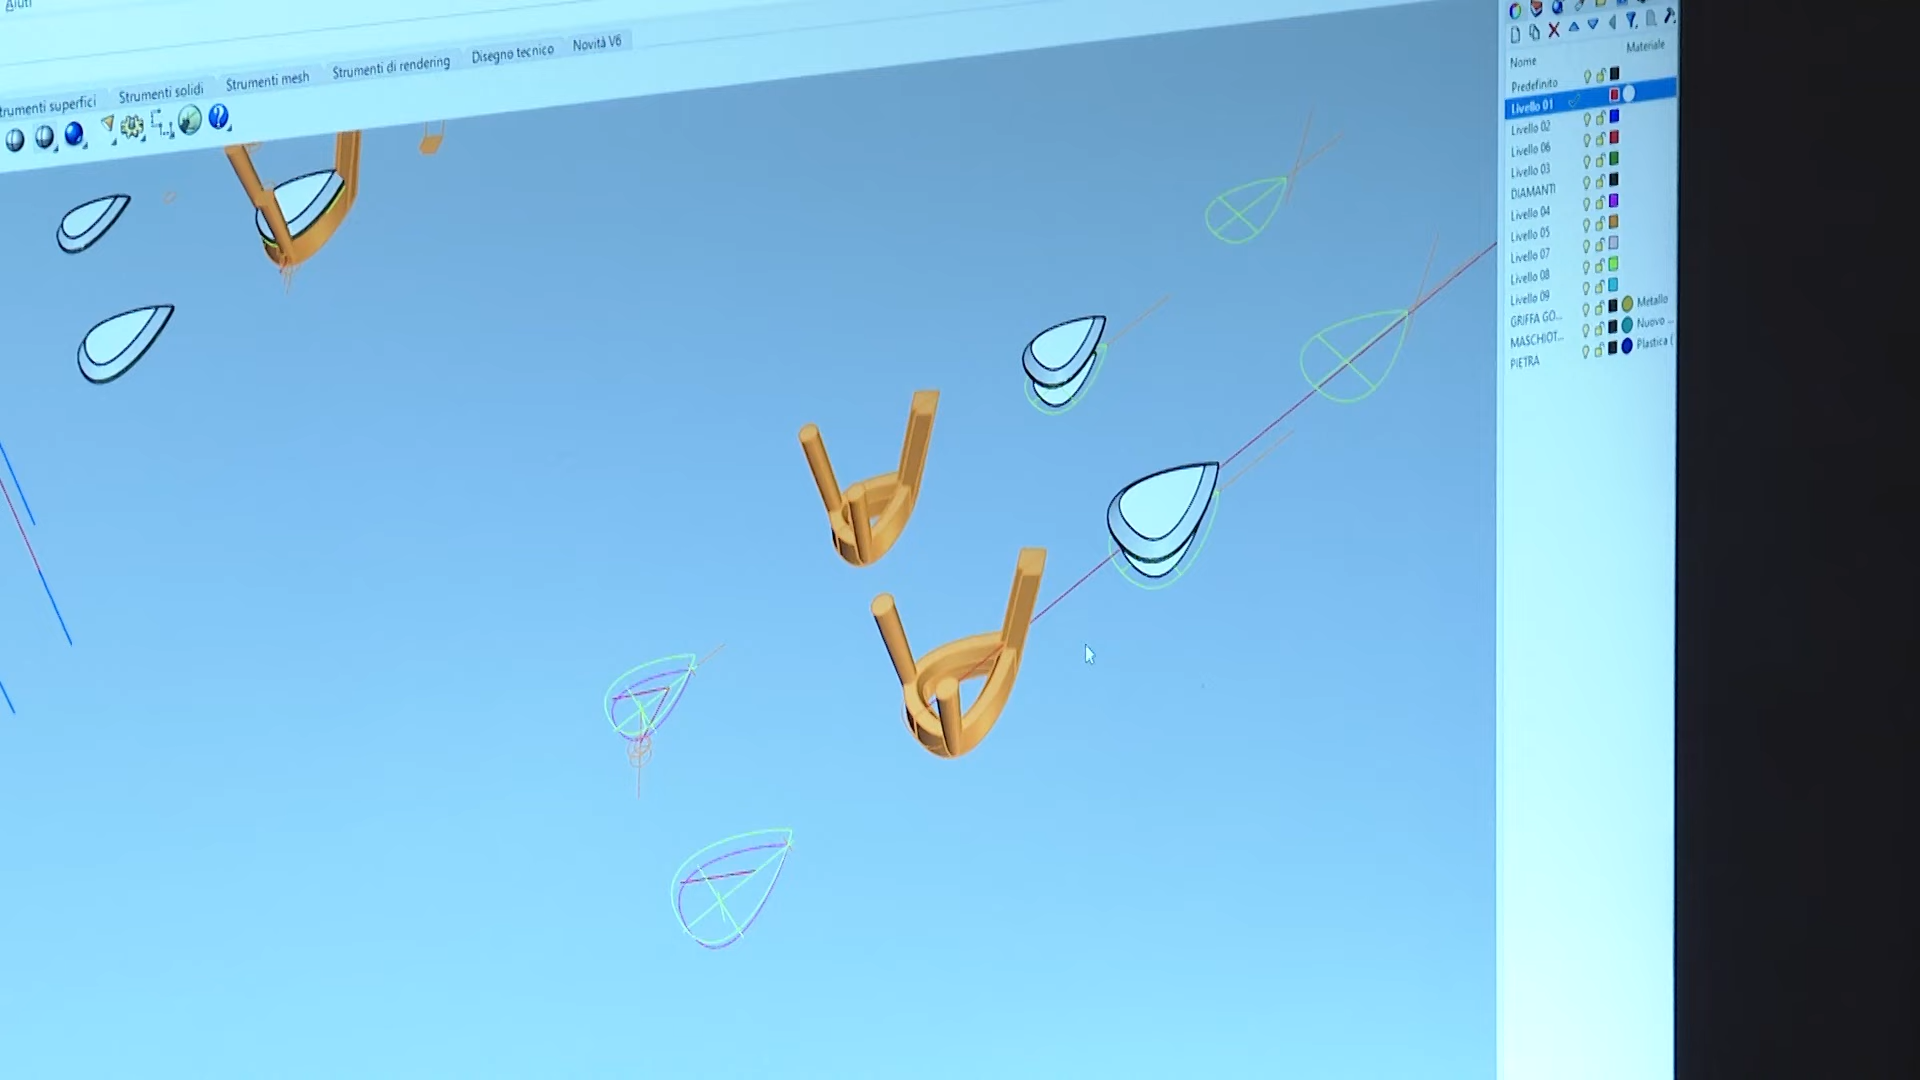 Aiuti
trumenti superfici
Strumenti solidi
Strumenti mesh
Strumenti di rendering
Disegno tecnico
Novità V6
Nome
Materiale
Predefinito
Livello 01
Livello 02
Livello 06
Livello 03
DIAMANTI
Livello 04
Livello 05
Livello 07
Livello 08
Livello 09
GRIFFA GO... Metallo
MASCHIOT... Nuovo ...
PIETRA Plastica (